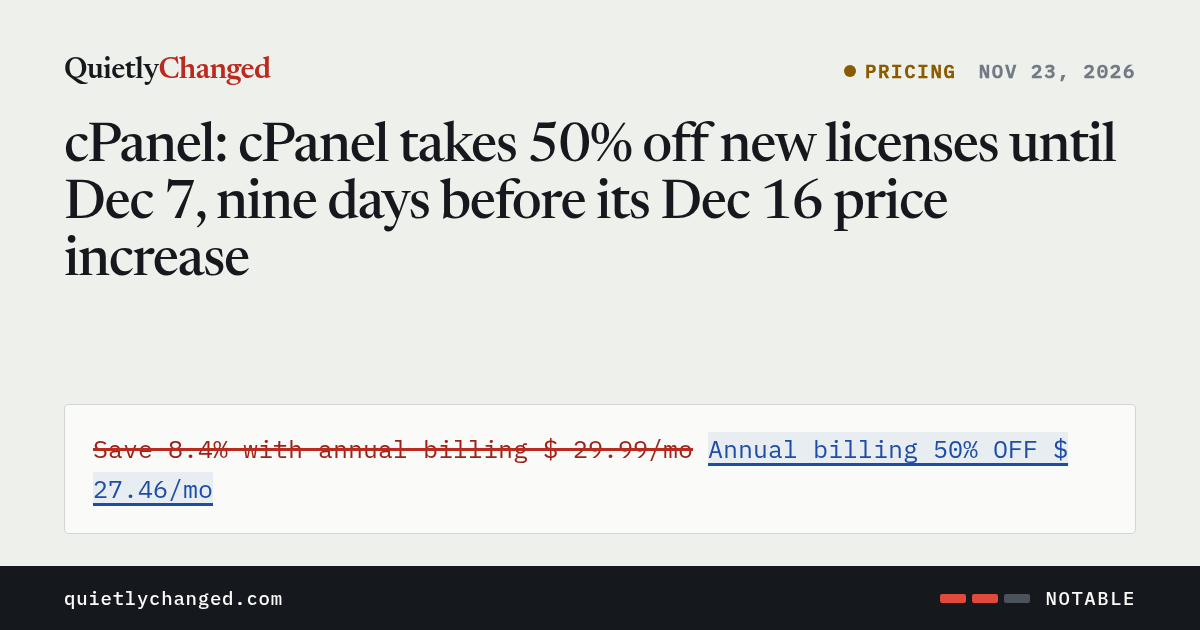 QuietlyChanged
PRICING NOV 23, 2026
cPanel: cPanel takes 50% off new licenses until
Dec 7, nine days before its Dec 16 price
increase
Save 8.4% with annual billing $ 29.99/mo Annual billing 50% OFF $
27.46/mo
quietlychanged.com
NOTABLE